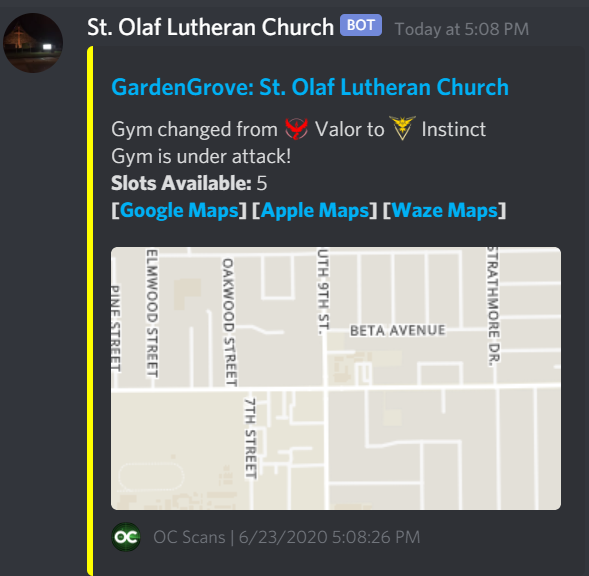 St. Olaf Lutheran Church BOT Today at 5:08 PM
GardenGrove: St. Olaf Lutheran Church
Gym changed from Valor to Instinct
Gym is under attack!
Slots Available: 5
[Google Maps] [Apple Maps] [Waze Maps]
PINE STREET
ELMWOOD STREET
OAKWOOD STREET
UTH 9TH ST.
BETA AVENUE
STRATHMORE DR.
7TH STREET
OC OC Scans | 6/23/2020 5:08:26 PM